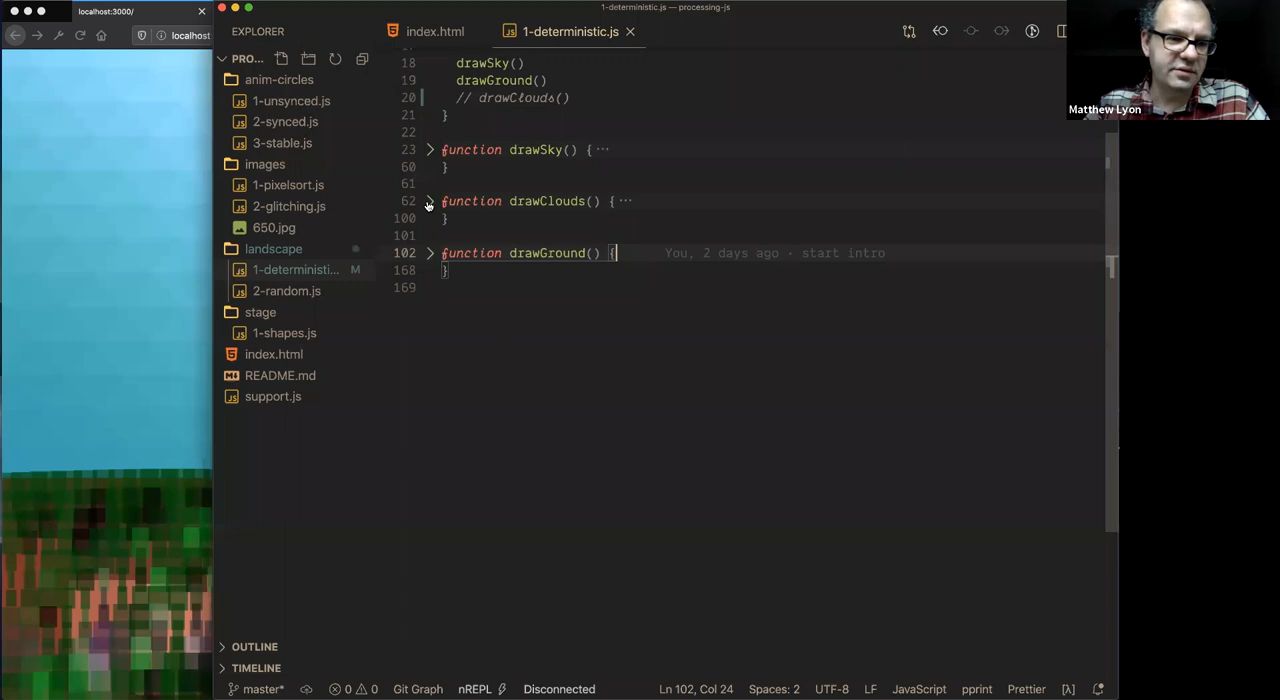 localhost:3000/
localhost
1-deterministic.js — processing-js
EXPLORER
PRO...
anim-circles
1-unsynced.js
2-synced.js
3-stable.js
images
1-pixelsort.js
2-glitching.js
650.jpg
landscape
1-deterministi... M
2-random.js
stage
1-shapes.js
index.html
README.md
support.js
OUTLINE
TIMELINE
index.html
1-deterministic.js
18 drawSky()
19 drawGround()
20 // drawClouds()
21 }
22
23 function drawSky() { ...
60 }
61
62 function drawClouds() { ...
100 }
101
102 function drawGround() { You, 2 days ago · start intro
168 }
169
Matthew Lyon
master* 0 0 Git Graph nREPL Disconnected Ln 102, Col 24 Spaces: 2 UTF-8 LF JavaScript pprint Prettier [λ]